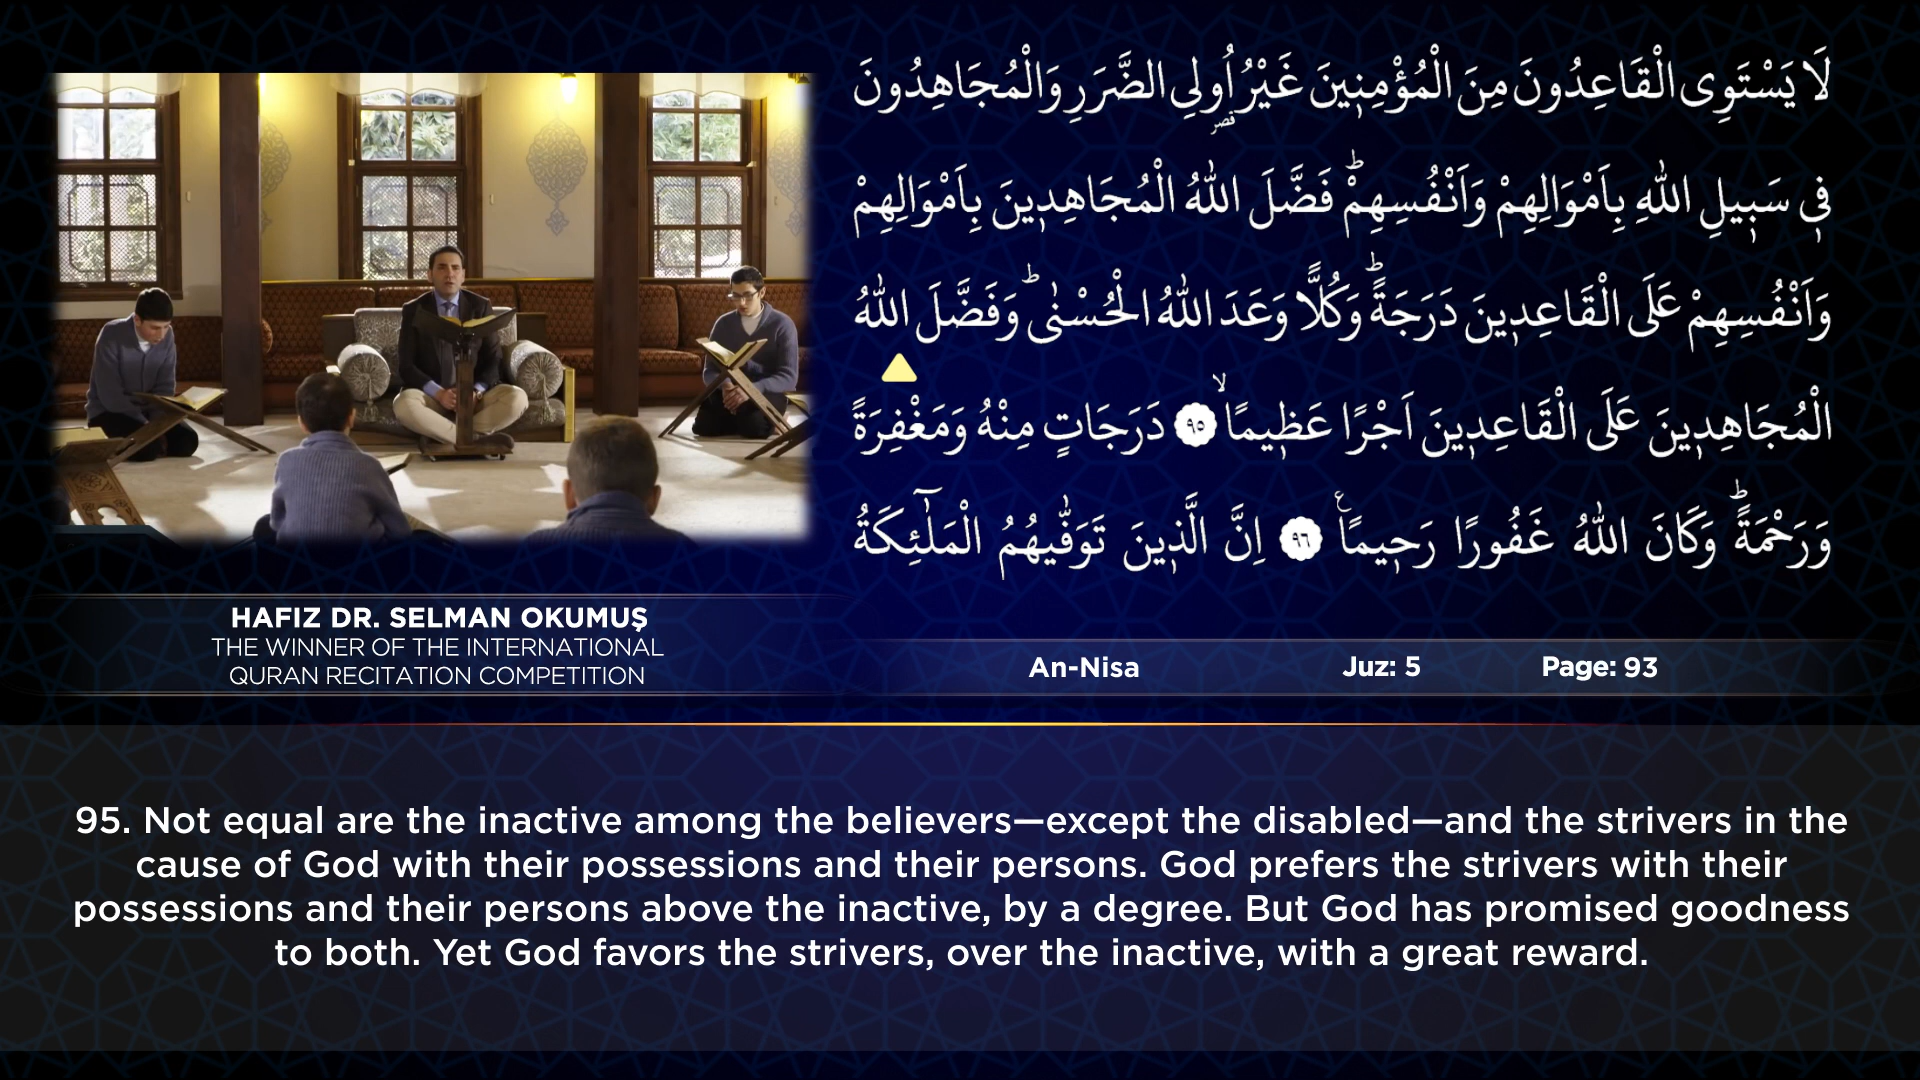 لَا يَسْتَوِى الْقَاعِدُونَ مِنَ الْمُؤْمِنٖينَ غَيْرُ اُو۬لِي الضَّرَرِ وَالْمُجَاهِدُونَ
قصر
فٖي سَبٖيلِ اللّٰهِ بِاَمْوَالِهِمْ وَاَنْفُسِهِمْؕ فَضَّلَ اللّٰهُ الْمُجَاهِدٖينَ بِاَمْوَالِهِمْ
وَاَنْفُسِهِمْ عَلَى الْقَاعِدٖينَ دَرَجَةًؕ وَكُلًّا وَعَدَ اللّٰهُ الْحُسْنٰىؕ وَفَضَّلَ اللّٰهُ
الْمُجَاهِدٖينَ عَلَى الْقَاعِدٖينَ اَجْرًا عَظٖيمًاۙ ٩٥ دَرَجَاتٍ مِنْهُ وَمَغْفِرَةً
وَرَحْمَةًؕ وَكَانَ اللّٰهُ غَفُورًا رَحٖيمًاࣖ ٩٦ اِنَّ الَّذٖينَ تَوَفّٰيهُمُ الْمَلٰٓئِكَةُ
HAFIZ DR. SELMAN OKUMUŞ
THE WINNER OF THE INTERNATIONAL
QURAN RECITATION COMPETITION
An-Nisa Juz: 5 Page: 93
95. Not equal are the inactive among the believers—except the disabled—and the strivers in the
cause of God with their possessions and their persons. God prefers the strivers with their
possessions and their persons above the inactive, by a degree. But God has promised goodness
to both. Yet God favors the strivers, over the inactive, with a great reward.